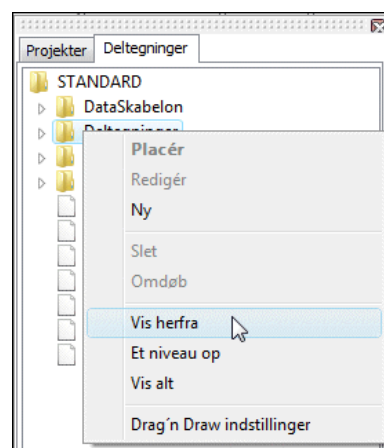 Projekter Deltegninger
STANDARD
DataSkabelon
Deltegninger
Placér
Redigér
Ny
Slet
Omdøb
Vis herfra
Et niveau op
Vis alt
Drag´n Draw indstillinger